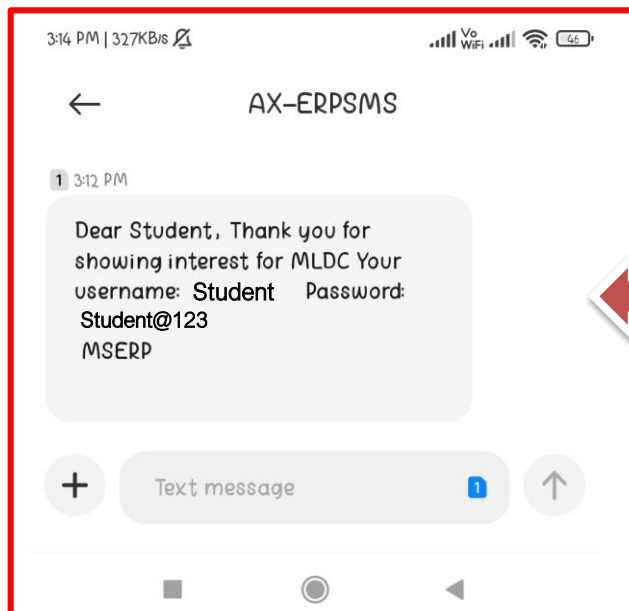 3:14 PM | 327KB/s Vo WiFi 46
AX-ERPSMS
1 3:12 PM
Dear Student, Thank you for
showing interest for MLDC Your
username: Student Password:
Student@123
MSERP
Text message 1